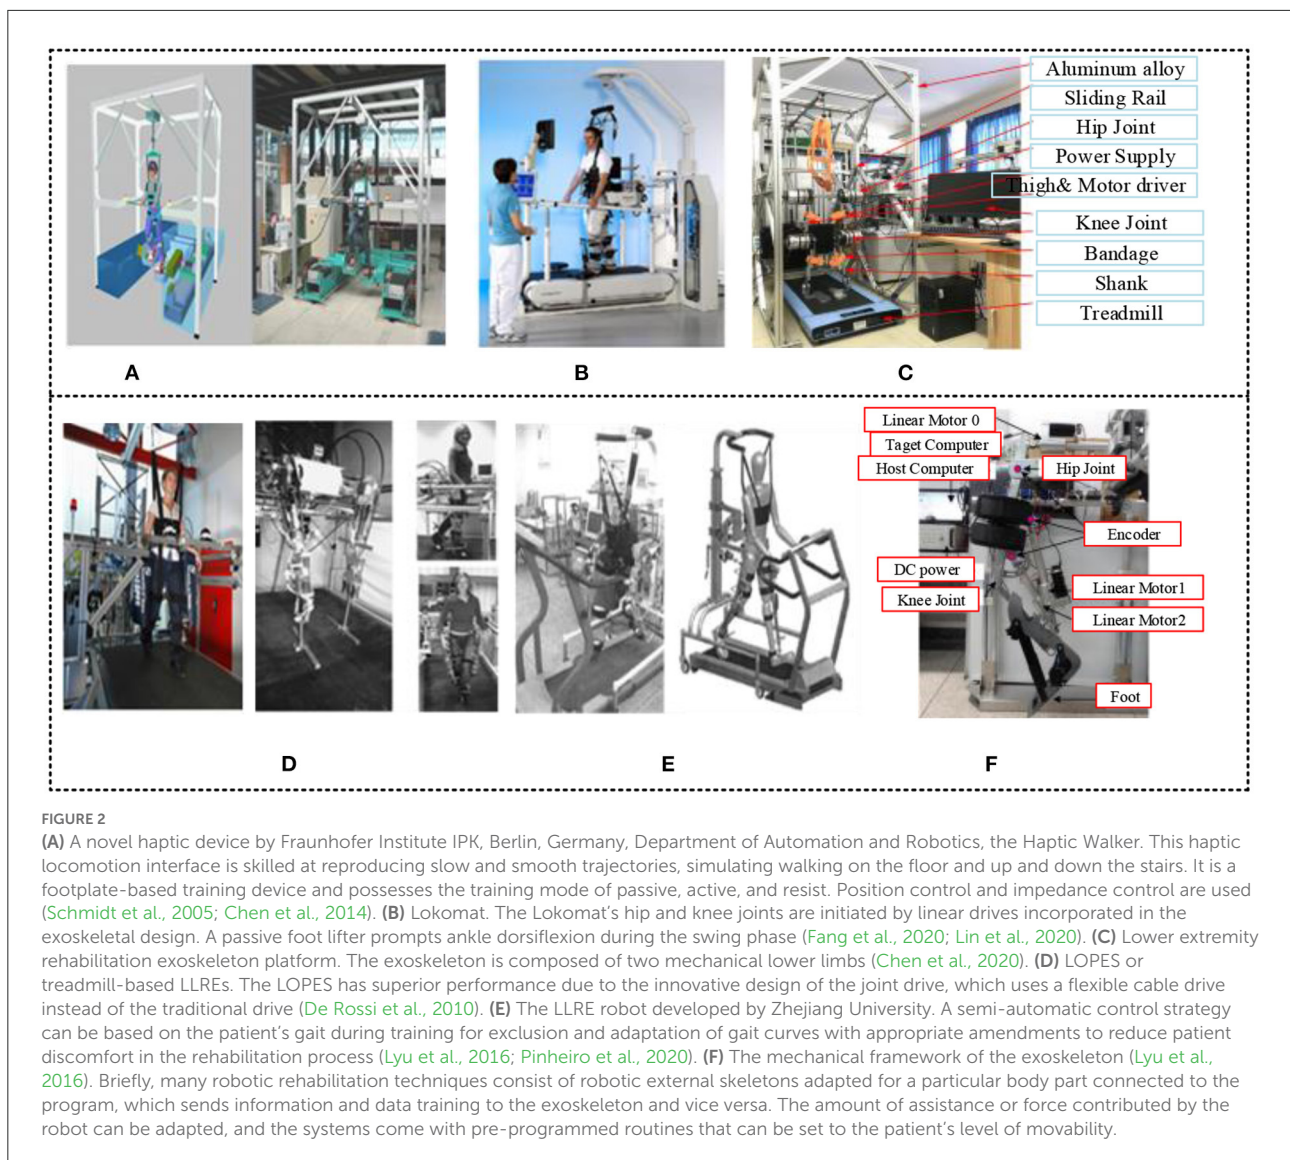 Aluminum alloy
Sliding Rail
Hip Joint
Power Supply
Thigh& Motor driver
Knee Joint
Bandage
Shank
Treadmill
A
B
C
Linear Motor 0
Taget Computer
Host Computer
Hip Joint
Encoder
DC power
Knee Joint
Linear Motor1
Linear Motor2
Foot
D
E
F
FIGURE 2
(A) A novel haptic device by Fraunhofer Institute IPK, Berlin, Germany, Department of Automation and Robotics, the Haptic Walker. This haptic
locomotion interface is skilled at reproducing slow and smooth trajectories, simulating walking on the floor and up and down the stairs. It is a
footplate-based training device and possesses the training mode of passive, active, and resist. Position control and impedance control are used
(Schmidt et al., 2005; Chen et al., 2014). (B) Lokomat. The Lokomat's hip and knee joints are initiated by linear drives incorporated in the
exoskeletal design. A passive foot lifter prompts ankle dorsiflexion during the swing phase (Fang et al., 2020; Lin et al., 2020). (C) Lower extremity
rehabilitation exoskeleton platform. The exoskeleton is composed of two mechanical lower limbs (Chen et al., 2020). (D) LOPES or
treadmill-based LLREs. The LOPES has superior performance due to the innovative design of the joint drive, which uses a flexible cable drive
instead of the traditional drive (De Rossi et al., 2010). (E) The LLRE robot developed by Zhejiang University. A semi-automatic control strategy
can be based on the patient's gait during training for exclusion and adaptation of gait curves with appropriate amendments to reduce patient
discomfort in the rehabilitation process (Lyu et al., 2016; Pinheiro et al., 2020). (F) The mechanical framework of the exoskeleton (Lyu et al.,
2016). Briefly, many robotic rehabilitation techniques consist of robotic external skeletons adapted for a particular body part connected to the
program, which sends information and data training to the exoskeleton and vice versa. The amount of assistance or force contributed by the
robot can be adapted, and the systems come with pre-programmed routines that can be set to the patient's level of movability.